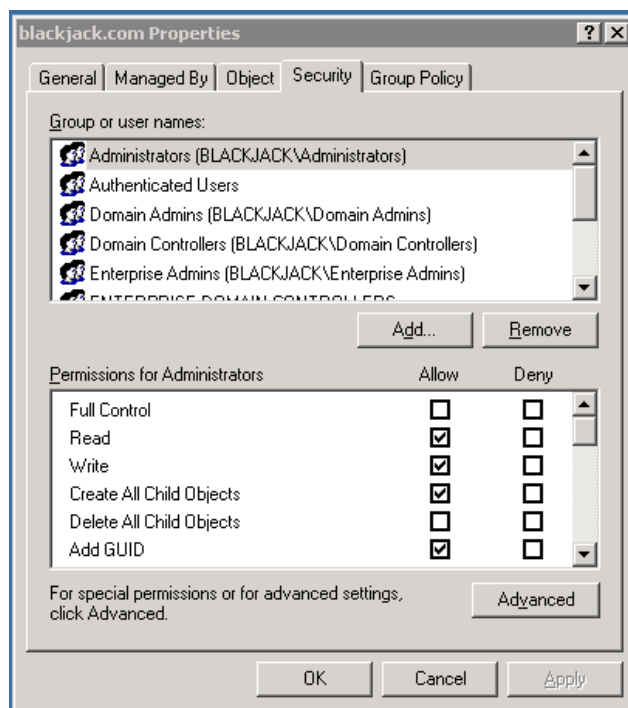 blackjack.com Properties
General Managed By Object Security Group Policy
Group or user names:
Administrators (BLACKJACK\Administrators)
Authenticated Users
Domain Admins (BLACKJACK\Domain Admins)
Domain Controllers (BLACKJACK\Domain Controllers)
Enterprise Admins (BLACKJACK\Enterprise Admins)
ENTERPRISE DOMAIN CONTROLLERS
Add... Remove
Permissions for Administrators Allow Deny
Full Control
Read
Write
Create All Child Objects
Delete All Child Objects
Add GUID
For special permissions or for advanced settings,
click Advanced.
Advanced
OK Cancel Apply